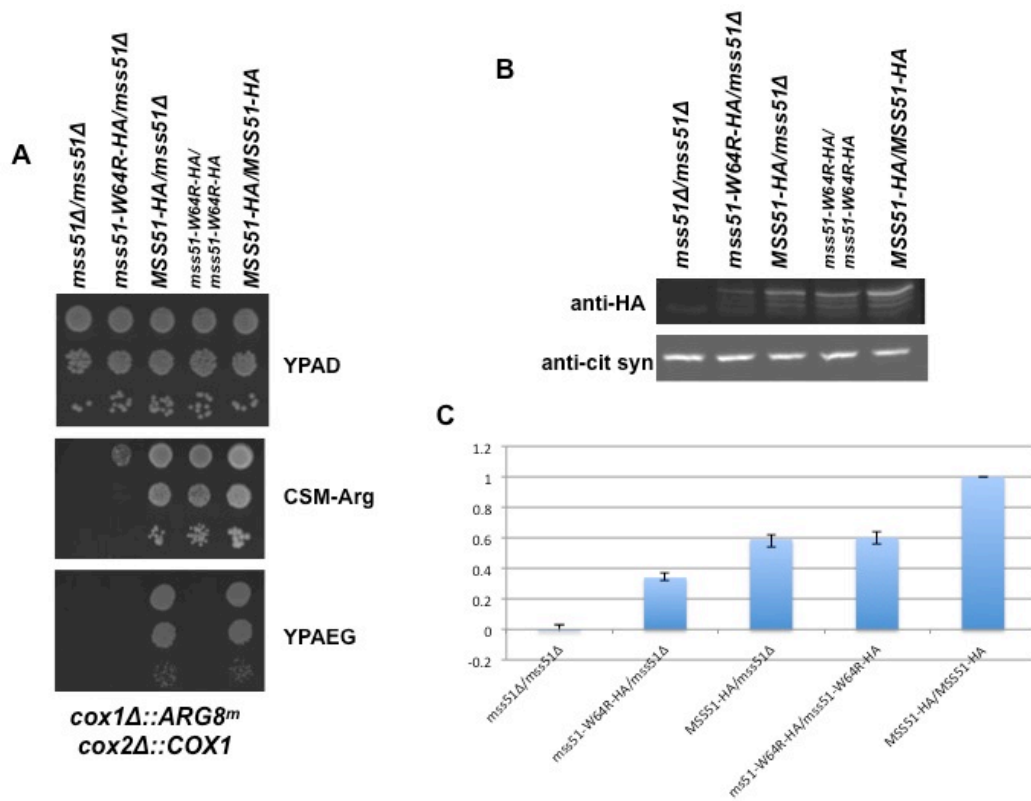 A
mss51Δ/mss51Δ
mss51-W64R-HA/mss51Δ
MSS51-HA/mss51Δ
mss51-W64R-HA/
mss51-W64R-HA
MSS51-HA/MSS51-HA
YPAD
CSM-Arg
YPAEG
cox1Δ::ARG8ᵐ
cox2Δ::COX1
B
mss51Δ/mss51Δ
mss51-W64R-HA/mss51Δ
MSS51-HA/mss51Δ
mss51-W64R-HA/
mss51-W64R-HA
MSS51-HA/MSS51-HA
anti-HA
anti-cit syn
C
1.2
1
0.8
0.6
0.4
0.2
0
-0.2
mss51Δ/mss51Δ
mss51-W64R-HA/mss51Δ
MSS51-HA/mss51Δ
ms51-W64R-HA/mss51-W64R-HA
MSS51-HA/MSS51-HA